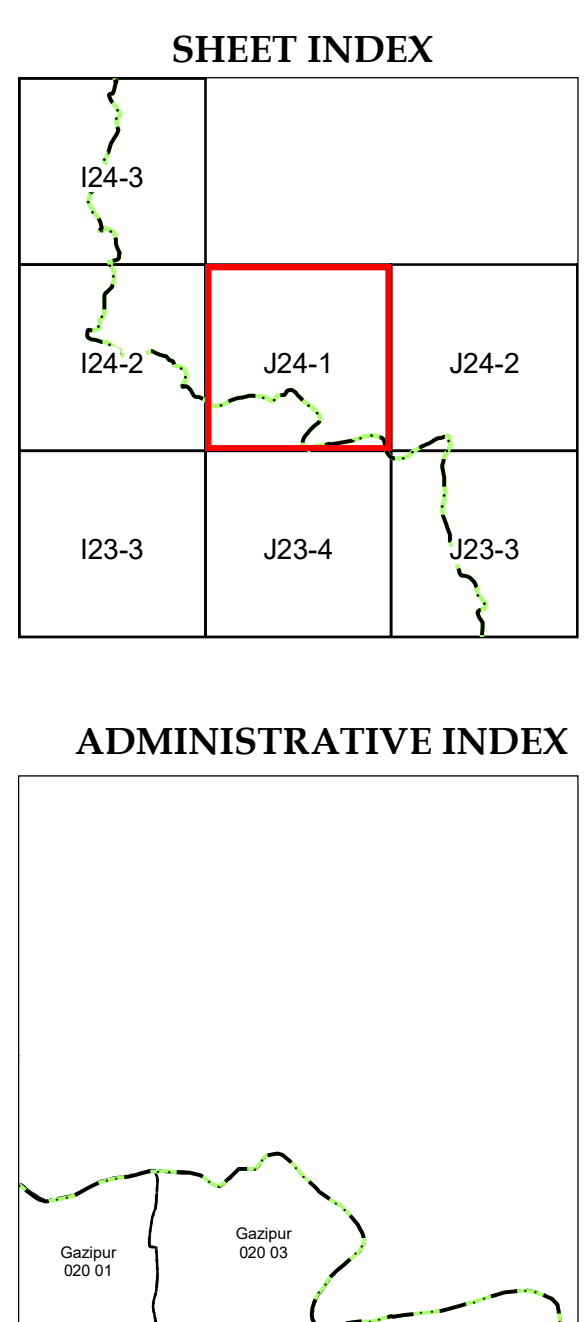 SHEET INDEX
I24-3
I24-2
J24-1
J24-2
I23-3
J23-4
J23-3
ADMINISTRATIVE INDEX
Gazipur
020 03
Gazipur
020 01